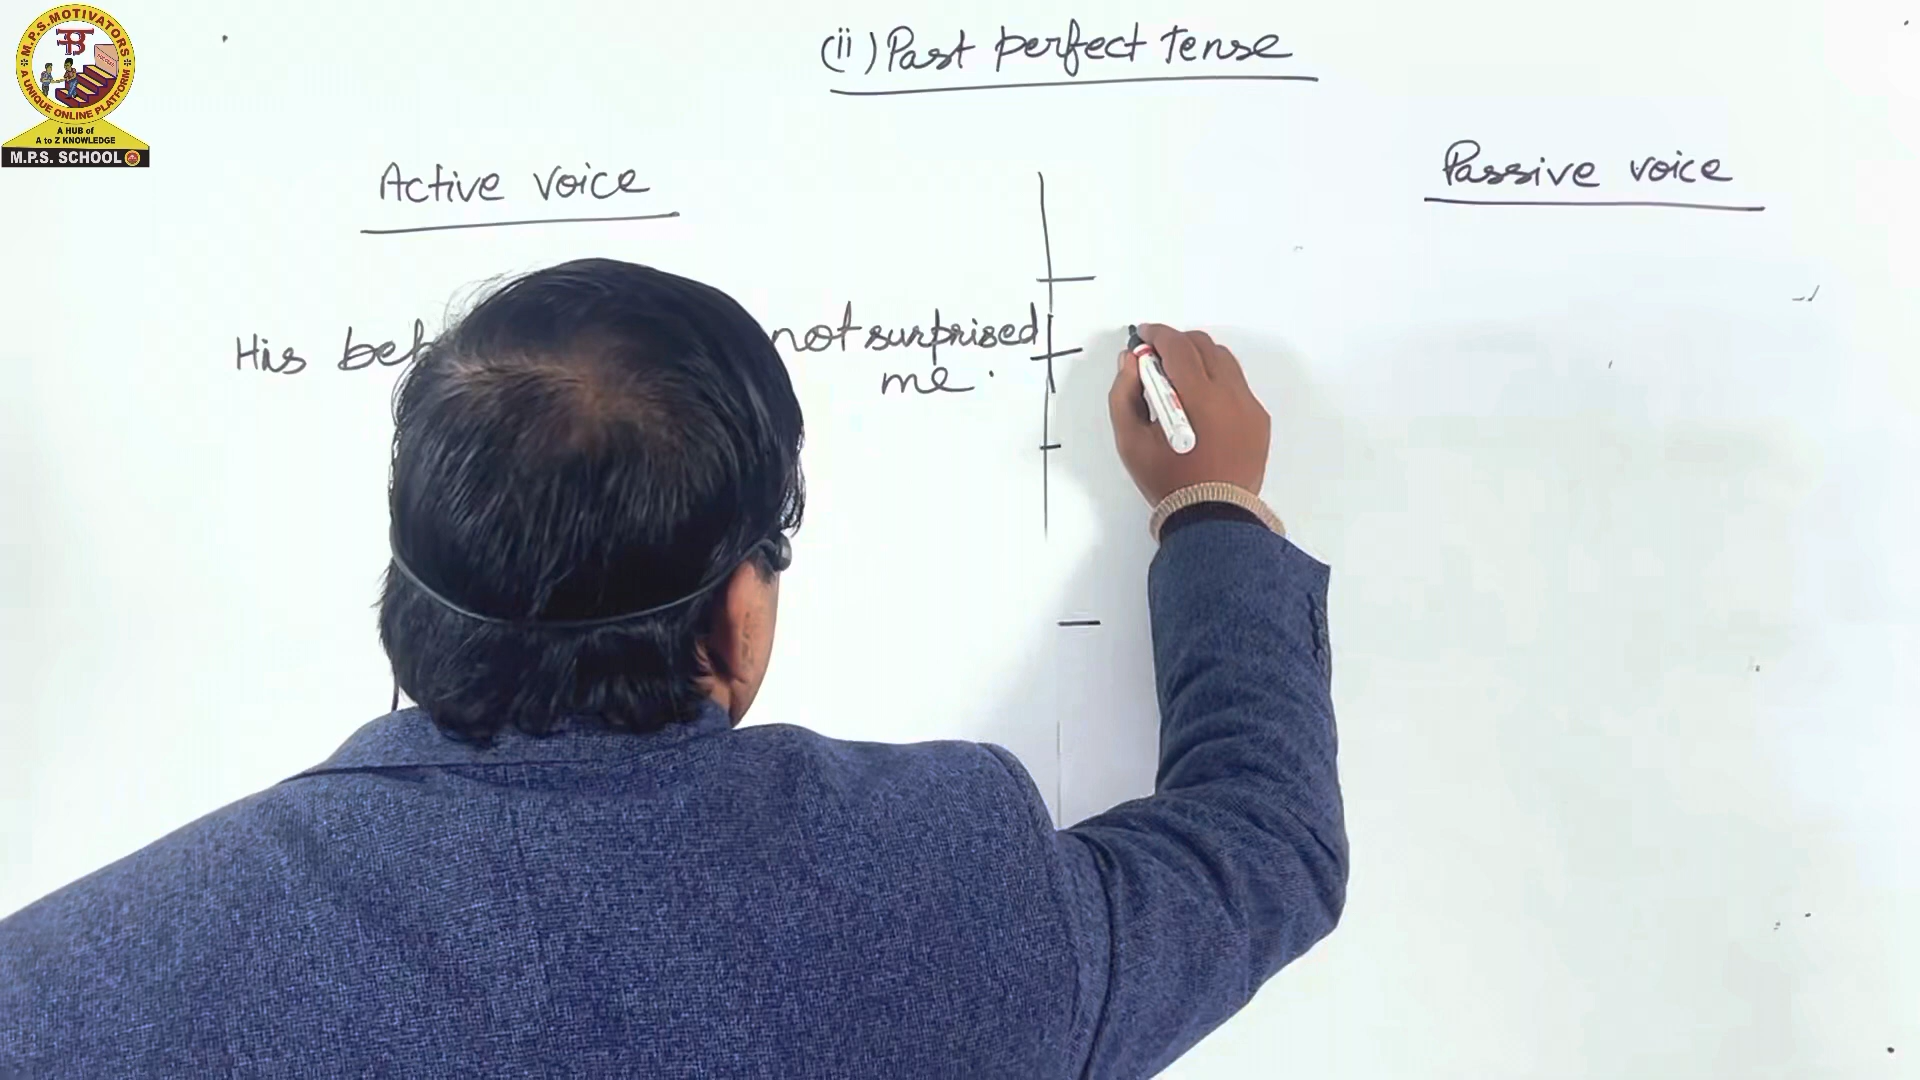 M.P.S.MOTIVATORS
A UNIQUE ONLINE PLATFORM
A HUB of
A to Z KNOWLEDGE
M.P.S. SCHOOL
(ii) Past perfect tense
Active voice
Passive voice
His not surprised
me.